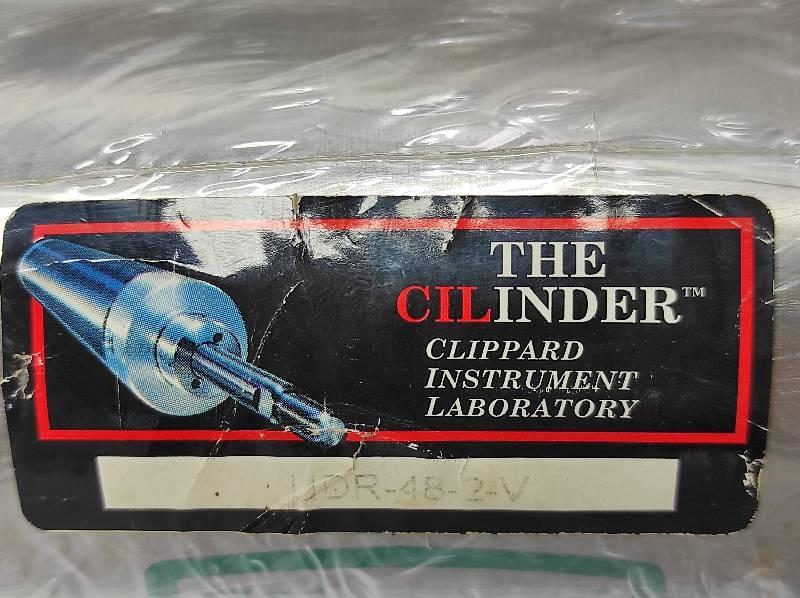 THE
CILINDER™
CLIPPARD
INSTRUMENT
LABORATORY
UDR-48-2-V